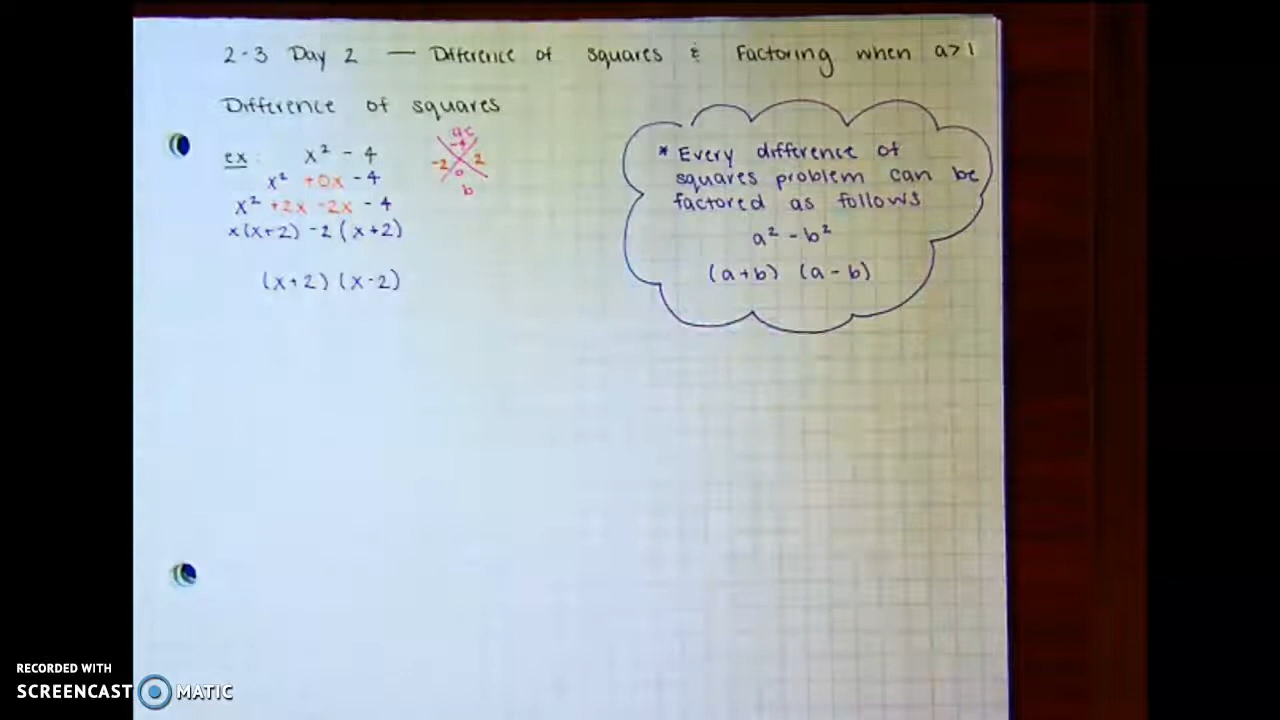 2-3 Day 2 — Difference of squares & Factoring when a>1
Difference of squares
ex: x² - 4
x² +0x - 4
x² +2x -2x - 4
x(x+2) -2(x+2)
(x+2)(x-2)
ac
-4
-2 2
0
b
* Every difference of
squares problem can be
factored as follows
a² - b²
(a+b) (a-b)
RECORDED WITH
SCREENCAST MATIC